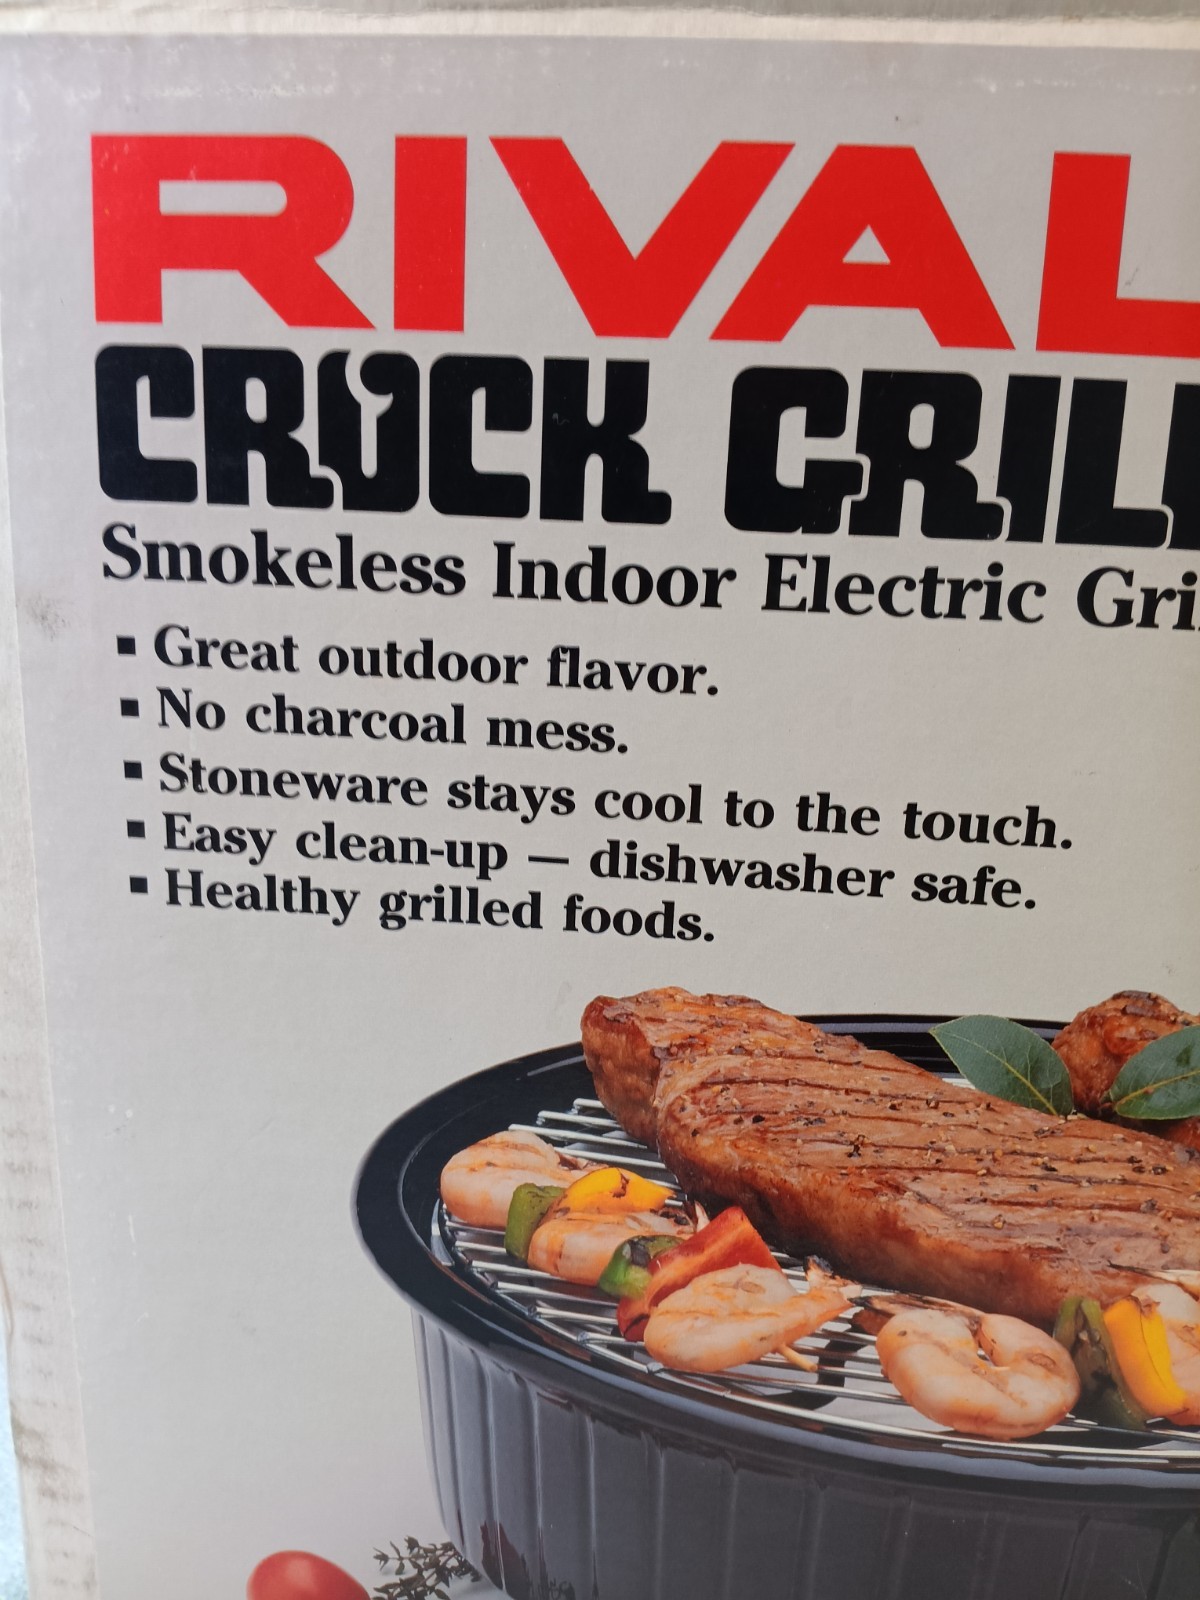 RIVAL
CROCK GRILL
Smokeless Indoor Electric Gri
▪ Great outdoor flavor.
▪ No charcoal mess.
▪ Stoneware stays cool to the touch.
▪ Easy clean-up — dishwasher safe.
▪ Healthy grilled foods.